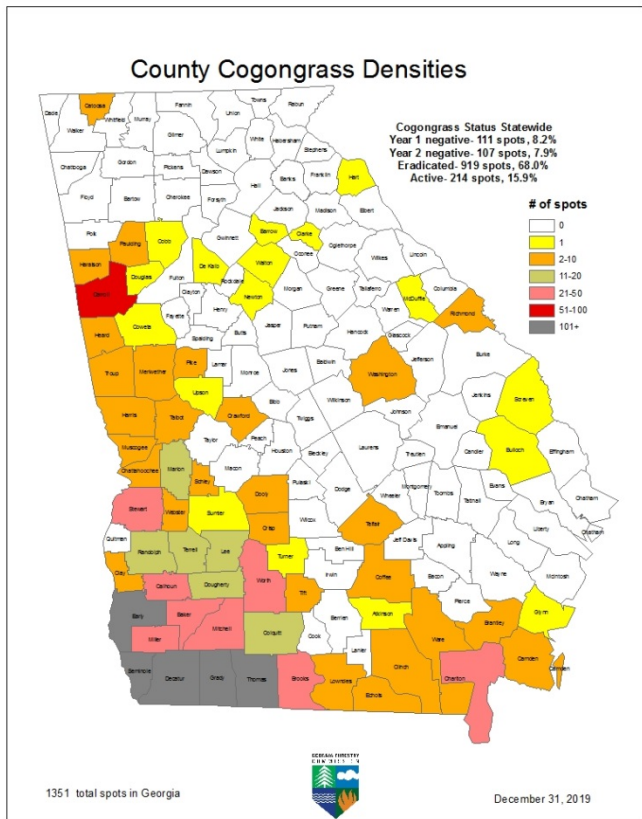 County Cogongrass Densities
Cogongrass Status Statewide
Year 1 negative- 111 spots, 8.2%
Year 2 negative- 107 spots, 7.9%
Eradicated- 919 spots, 68.0%
Active- 214 spots, 15.9%
# of spots
0
1
2-10
11-20
21-50
51-100
101+
Catoosa
Fannin
Towns
Rabun
Dade
Whitfield
Murray
Union
Walker
Gilmer
White
Habersham
Lumpkin
Stephens
Chattooga
Gordon
Pickens
Dawson
Hall
Banks
Franklin
Hart
Floyd
Bartow
Cherokee
Forsyth
Jackson
Madison
Elbert
Polk
Paulding
Cobb
Gwinnett
Barrow
Clarke
Oconee
Oglethorpe
Wilkes
Lincoln
Haralson
Douglas
Fulton
De Kalb
Rockdale
Walton
Morgan
Greene
Taliaferro
McDuffie
Columbia
Clayton
Newton
Warren
Richmond
Heard
Coweta
Fayette
Henry
Spalding
Butts
Jasper
Putnam
Hancock
Glascock
Jefferson
Burke
Troup
Meriwether
Pike
Lamar
Monroe
Jones
Baldwin
Washington
Jenkins
Screven
Upson
Harris
Talbot
Crawford
Bibb
Twiggs
Wilkinson
Johnson
Emanuel
Bulloch
Effingham
Candler
Muscogee
Taylor
Peach
Houston
Bleckley
Laurens
Treutlen
Chattahoochee
Marion
Macon
Schley
Dooly
Pulaski
Dodge
Wheeler
Montgomery
Toombs
Tattnall
Evans
Bryan
Chatham
Chatham
Stewart
Webster
Sumter
Crisp
Wilcox
Telfair
Jeff Davis
Appling
Long
Liberty
Quitman
Randolph
Terrell
Lee
Turner
Ben Hill
Irwin
Coffee
Bacon
Wayne
McIntosh
Clay
Calhoun
Dougherty
Worth
Tift
Pierce
Atkinson
Glynn
Early
Baker
Berrien
Ware
Brantley
Miller
Mitchell
Colquitt
Cook
Lanier
Clinch
Camden
Camden
Charlton
Seminole
Decatur
Grady
Thomas
Brooks
Lowndes
Echols
GEORGIA FORESTRY
COMMISSION
1351 total spots in Georgia
December 31, 2019